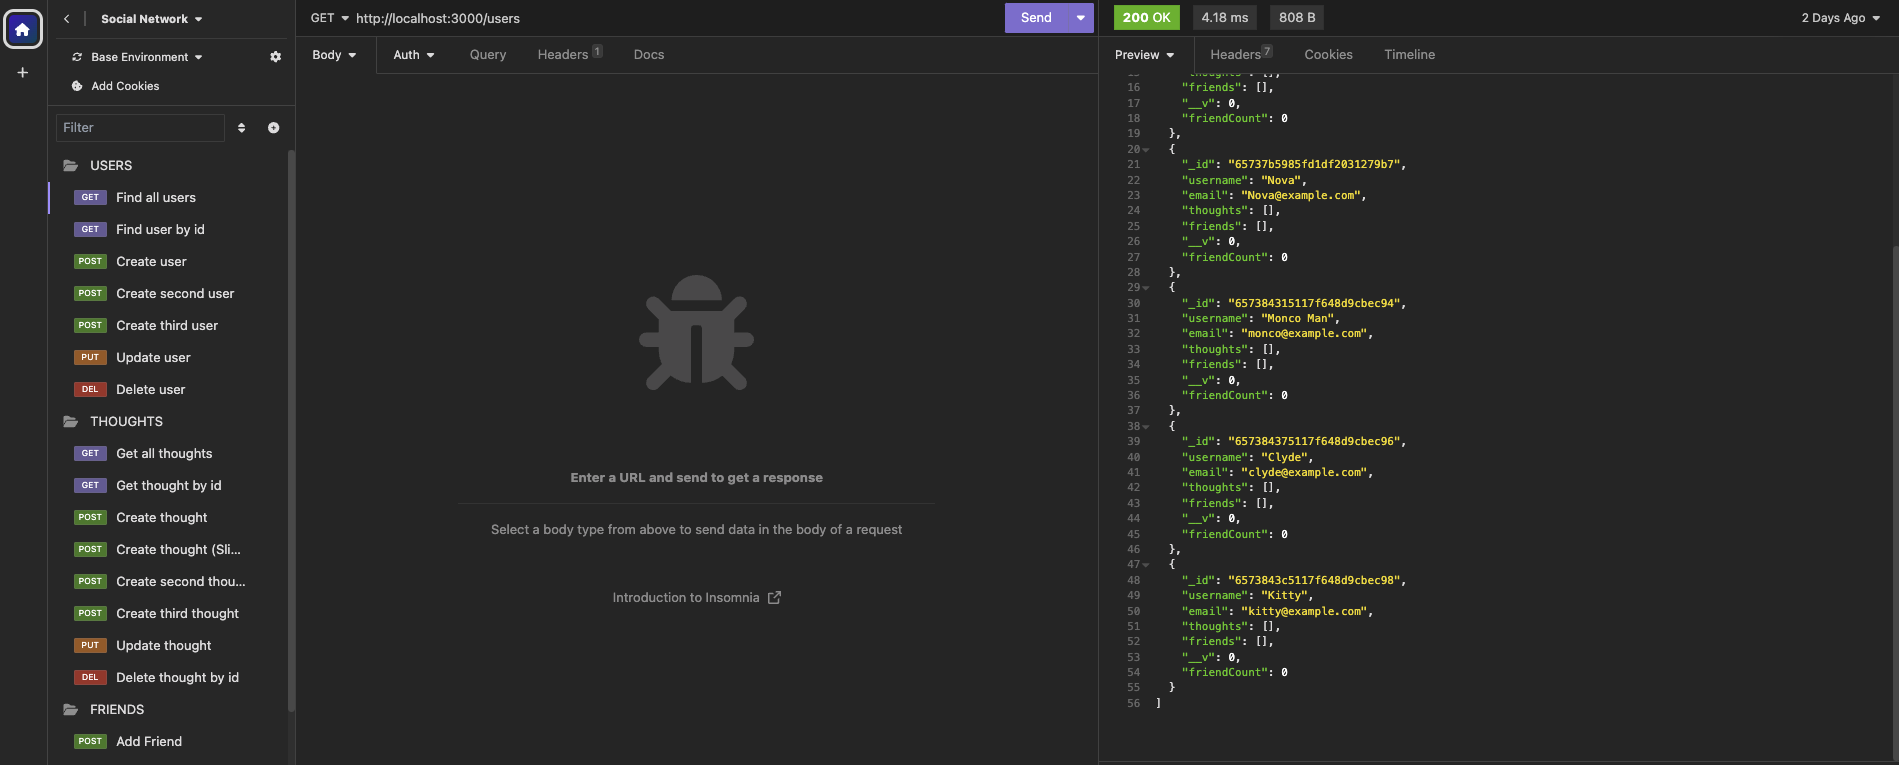 Social Network
Base Environment
Add Cookies
Filter
USERS
GET Find all users
GET Find user by id
POST Create user
POST Create second user
POST Create third user
PUT Update user
DEL Delete user
THOUGHTS
GET Get all thoughts
GET Get thought by id
POST Create thought
POST Create thought (Sli...
POST Create second thou...
POST Create third thought
PUT Update thought
DEL Delete thought by id
FRIENDS
POST Add Friend
GET http://localhost:3000/users Send
Body Auth Query Headers 1 Docs
Enter a URL and send to get a response
Select a body type from above to send data in the body of a request
Introduction to Insomnia
200 OK 4.18 ms 808 B 2 Days Ago
Preview Headers 7 Cookies Timeline
15 "thoughts": [],
16 "friends": [],
17 "__v": 0,
18 "friendCount": 0
19 },
20 {
21 "_id": "65737b5985fd1df2031279b7",
22 "username": "Nova",
23 "email": "Nova@example.com",
24 "thoughts": [],
25 "friends": [],
26 "__v": 0,
27 "friendCount": 0
28 },
29 {
30 "_id": "657384315117f648d9cbec94",
31 "username": "Monco Man",
32 "email": "monco@example.com",
33 "thoughts": [],
34 "friends": [],
35 "__v": 0,
36 "friendCount": 0
37 },
38 {
39 "_id": "657384375117f648d9cbec96",
40 "username": "Clyde",
41 "email": "clyde@example.com",
42 "thoughts": [],
43 "friends": [],
44 "__v": 0,
45 "friendCount": 0
46 },
47 {
48 "_id": "6573843c5117f648d9cbec98",
49 "username": "Kitty",
50 "email": "kitty@example.com",
51 "thoughts": [],
52 "friends": [],
53 "__v": 0,
54 "friendCount": 0
55 }
56 ]